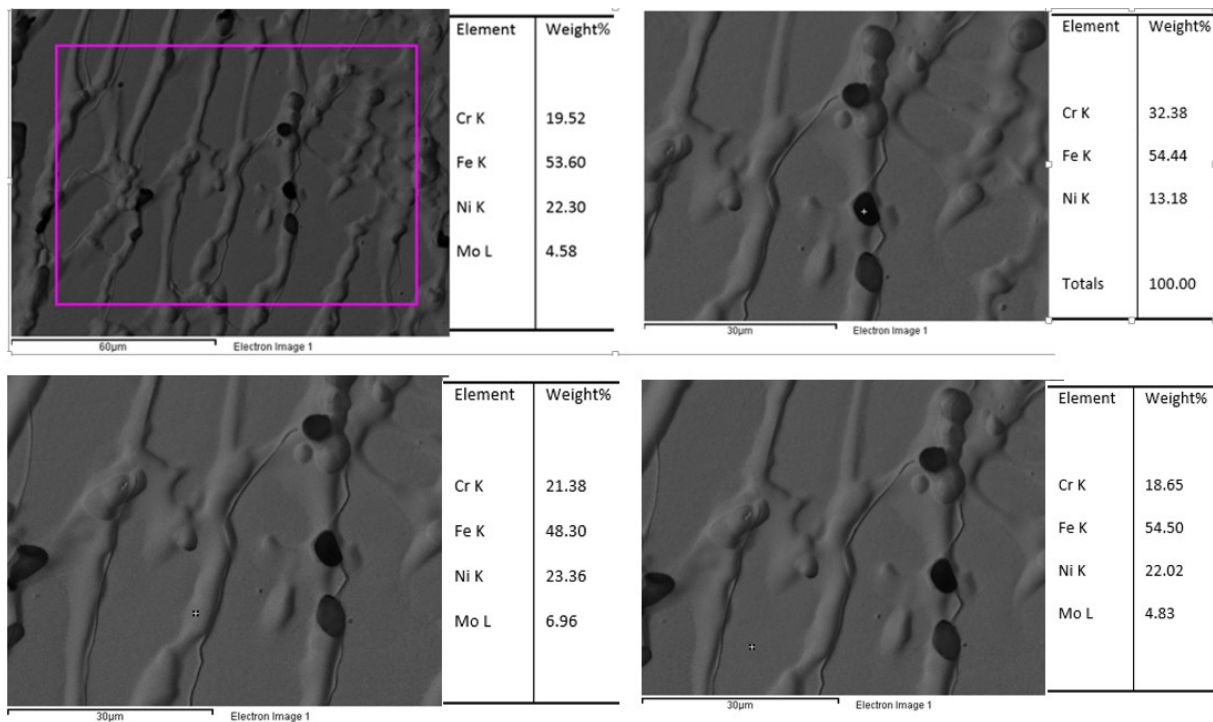 Element Weight%
Cr K 19.52
Fe K 53.60
Ni K 22.30
Mo L 4.58
60μm Electron Image 1
Element Weight%
Cr K 32.38
Fe K 54.44
Ni K 13.18
Totals 100.00
30μm Electron Image 1
Element Weight%
Cr K 21.38
Fe K 48.30
Ni K 23.36
Mo L 6.96
30μm Electron Image 1
Element Weight%
Cr K 18.65
Fe K 54.50
Ni K 22.02
Mo L 4.83
30μm Electron Image 1